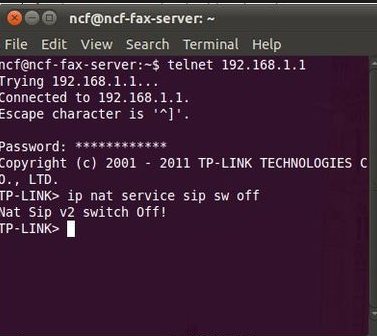 ncf@ncf-fax-server: ~
File Edit View Search Terminal Help
ncf@ncf-fax-server:~$ telnet 192.168.1.1
Trying 192.168.1.1...
Connected to 192.168.1.1.
Escape character is '^]'.
Password: ************
Copyright (c) 2001 - 2011 TP-LINK TECHNOLOGIES C
O., LTD.
TP-LINK> ip nat service sip sw off
Nat Sip v2 switch Off!
TP-LINK>